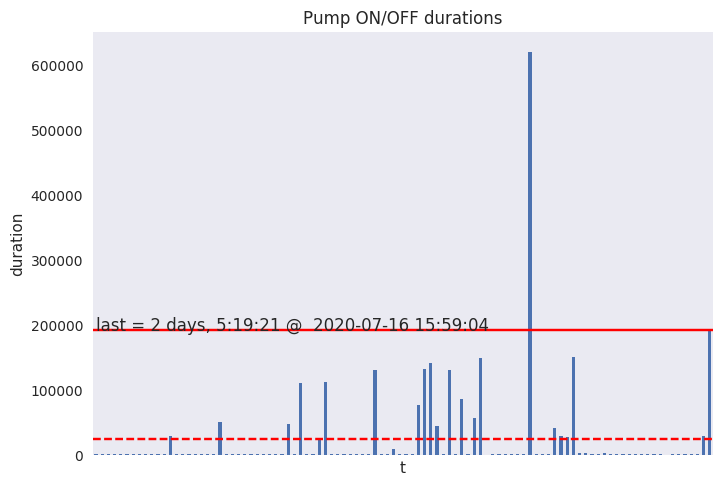 Pump ON/OFF durations
600000
500000
400000
300000
200000
100000
0
duration
last = 2 days, 5:19:21 @  2020-07-16 15:59:04
t